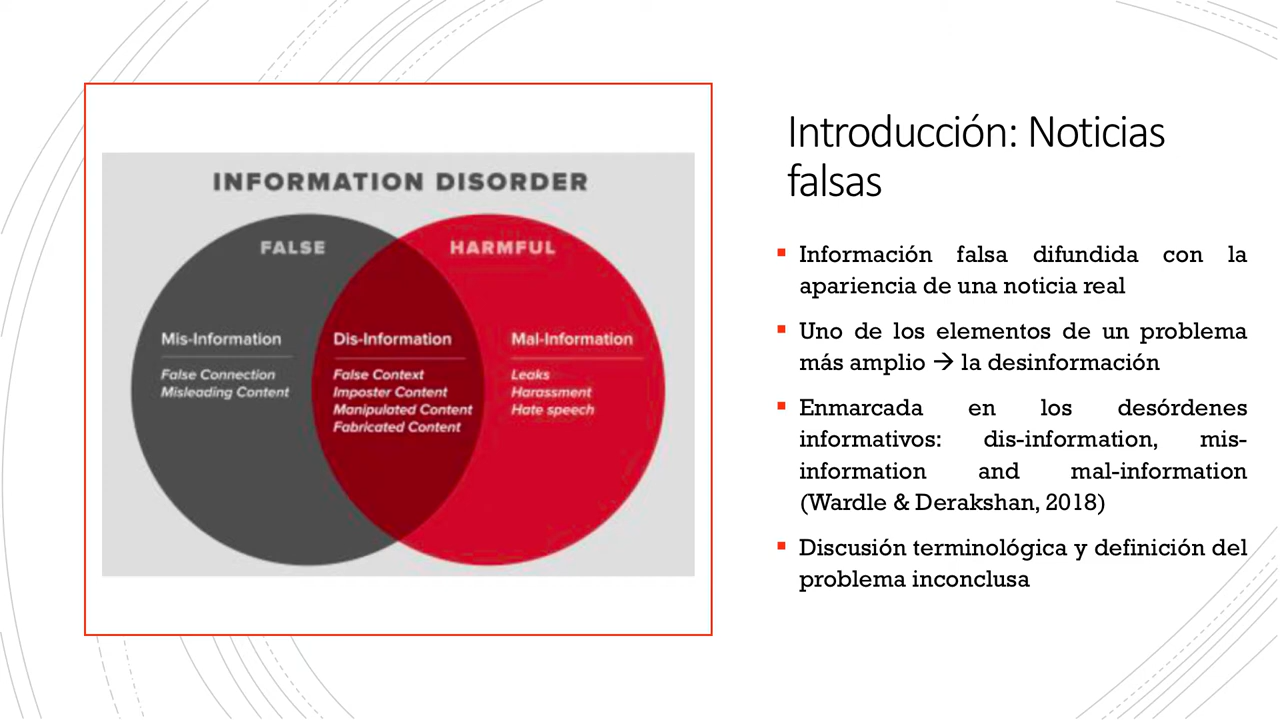 INFORMATION DISORDER
FALSE
HARMFUL
Mis-Information
False Connection
Misleading Content
Dis-Information
False Context
Imposter Content
Manipulated Content
Fabricated Content
Mal-Information
Leaks
Harassment
Hate speech
Introducción: Noticias
falsas
Información falsa difundida con la
apariencia de una noticia real
Uno de los elementos de un problema
más amplio → la desinformación
Enmarcada en los desórdenes
informativos: dis-information, mis-
information and mal-information
(Wardle & Derakshan, 2018)
Discusión terminológica y definición del
problema inconclusa